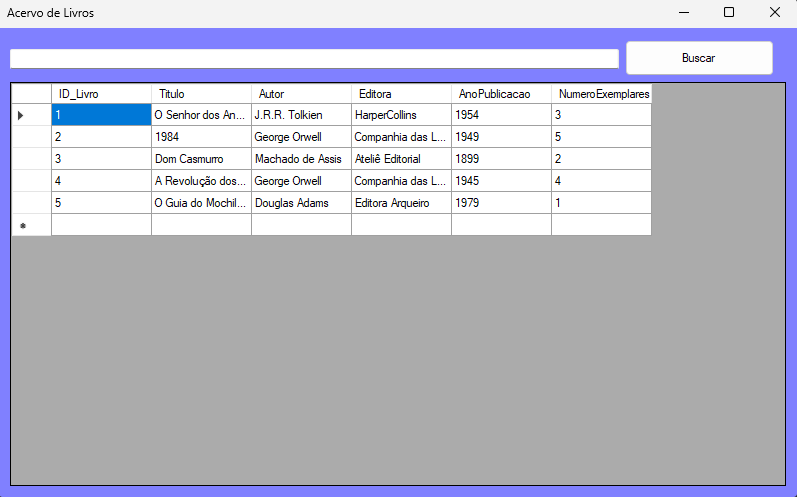 Acervo de Livros
Buscar
ID_Livro Titulo Autor Editora AnoPublicacao NumeroExemplares
1 O Senhor dos An... J.R.R. Tolkien HarperCollins 1954 3
2 1984 George Orwell Companhia das L... 1949 5
3 Dom Casmurro Machado de Assis Ateliê Editorial 1899 2
4 A Revolução dos... George Orwell Companhia das L... 1945 4
5 O Guia do Mochil... Douglas Adams Editora Arqueiro 1979 1